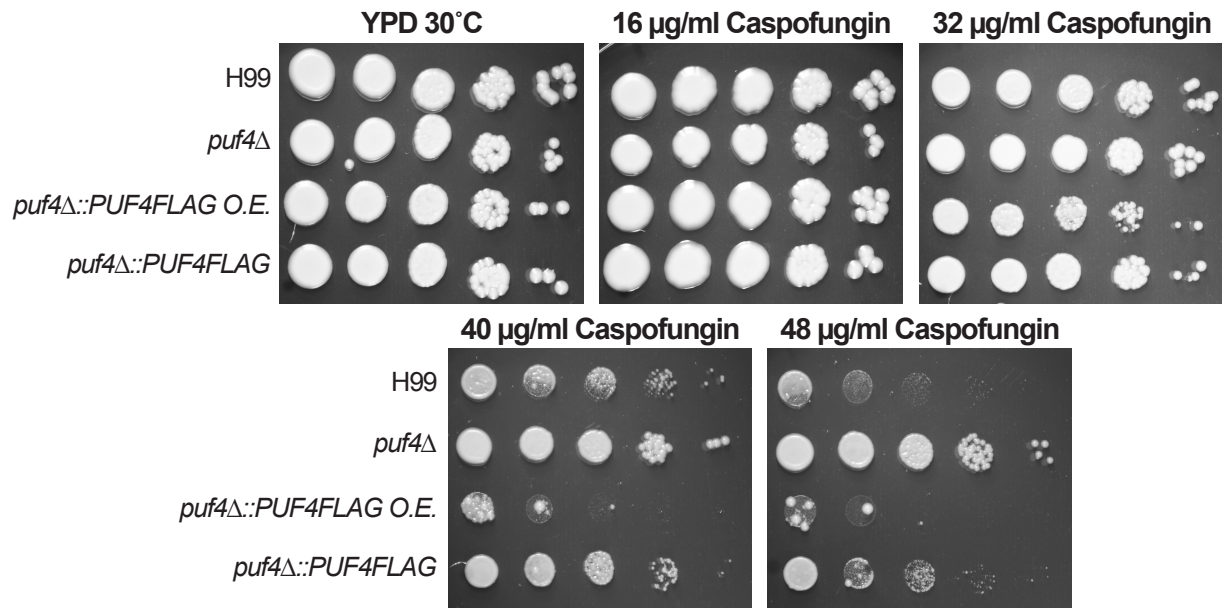 YPD 30˚C
16 µg/ml Caspofungin
32 µg/ml Caspofungin
H99
puf4Δ
puf4Δ::PUF4FLAG O.E.
puf4Δ::PUF4FLAG
40 µg/ml Caspofungin
48 µg/ml Caspofungin
H99
puf4Δ
puf4Δ::PUF4FLAG O.E.
puf4Δ::PUF4FLAG